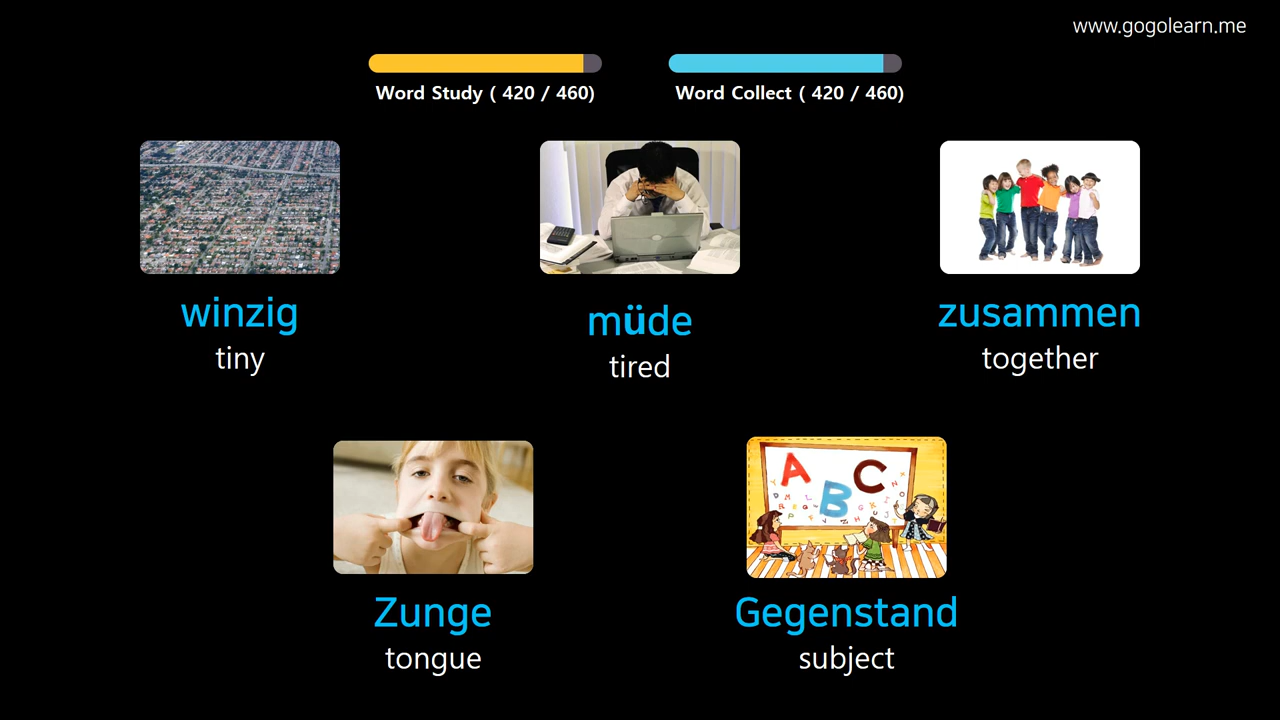 www.gogolearn.me
Word Study ( 420 / 460)
Word Collect ( 420 / 460)
winzig
tiny
müde
tired
zusammen
together
A B C
Zunge
tongue
Gegenstand
subject